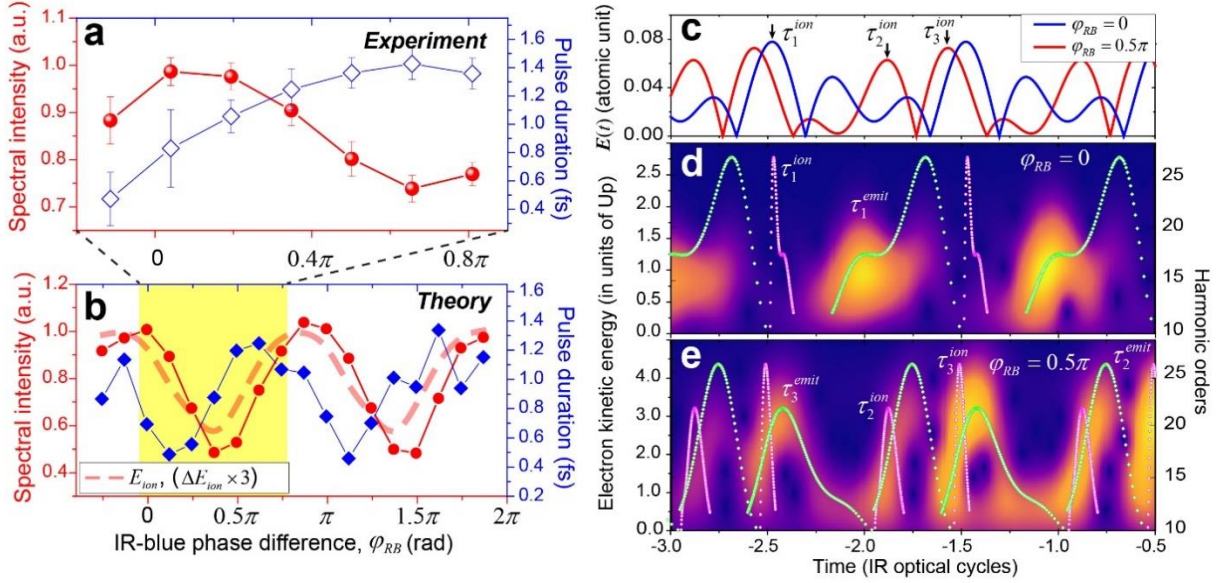 a
Experiment
Spectral intensity (a.u.)
1.1
1.0
0.9
0.8
0.7
Pulse duration (fs)
1.6
1.4
1.2
1.0
0.8
0.6
0.4
0.2
0 0.4π 0.8π
b
Theory
Spectral intensity (a.u.)
1.2
1.0
0.8
0.6
0.4
E_ion, (ΔE_ion ×3)
Pulse duration (fs)
1.6
1.4
1.2
1.0
0.8
0.6
0.4
0.2
0 0.5π π 1.5π 2π
IR-blue phase difference, φ_RB (rad)
c
E(t) (atomic unit)
0.08
0.04
0.00
τ_1^ion τ_2^ion τ_3^ion
φ_RB = 0
φ_RB = 0.5π
Electron kinetic energy (in units of Up)
d
φ_RB = 0
τ_1^ion
τ_1^emit
2.5
2.0
1.5
1.0
0.5
0.0
25
20
15
10
Harmonic orders
e
φ_RB = 0.5π
τ_3^ion
τ_2^emit
τ_3^emit
τ_2^ion
4.0
3.0
2.0
1.0
0.0
25
20
15
10
-3.0 -2.5 -2.0 -1.5 -1.0 -0.5
Time (IR optical cycles)